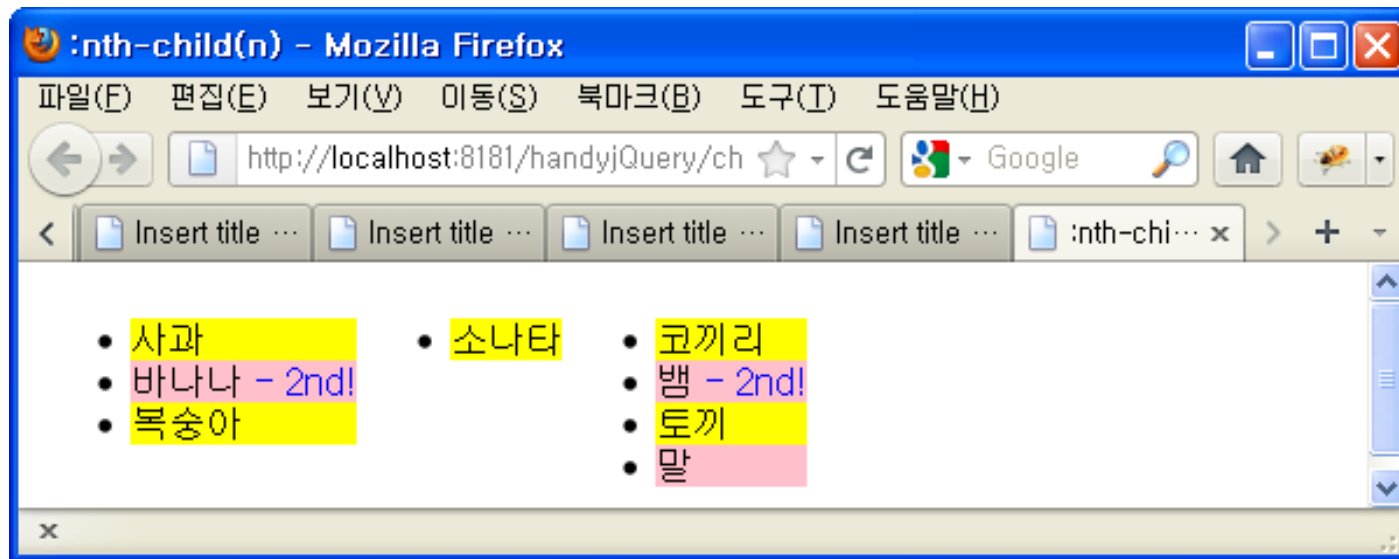 :nth-child(n) - Mozilla Firefox
파일(F) 편집(E) 보기(V) 이동(S) 북마크(B) 도구(T) 도움말(H)
http://localhost:8181/handyjQuery/ch
Google
Insert title ··· Insert title ··· Insert title ··· Insert title ··· :nth-chi···
사과
바나나 - 2nd!
복숭아
소나타
코끼리
뱀 - 2nd!
토끼
말